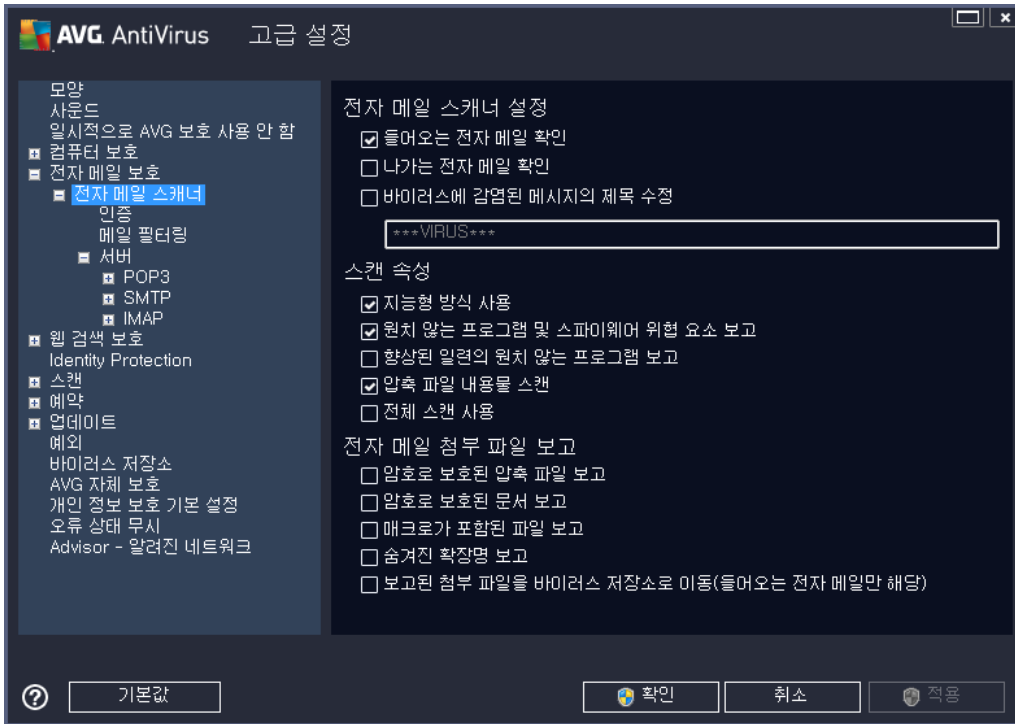 AVG. AntiVirus 고급 설정
모양
사운드
일시적으로 AVG 보호 사용 안 함
컴퓨터 보호
전자 메일 보호
전자 메일 스캐너
인증
메일 필터링
서버
POP3
SMTP
IMAP
웹 검색 보호
Identity Protection
스캔
예약
업데이트
예외
바이러스 저장소
AVG 자체 보호
개인 정보 보호 기본 설정
오류 상태 무시
Advisor - 알려진 네트워크
전자 메일 스캐너 설정
들어오는 전자 메일 확인
나가는 전자 메일 확인
바이러스에 감염된 메시지의 제목 수정
***VIRUS***
스캔 속성
지능형 방식 사용
원치 않는 프로그램 및 스파이웨어 위협 요소 보고
향상된 일련의 원치 않는 프로그램 보고
압축 파일 내용물 스캔
전체 스캔 사용
전자 메일 첨부 파일 보고
암호로 보호된 압축 파일 보고
암호로 보호된 문서 보고
매크로가 포함된 파일 보고
숨겨진 확장명 보고
보고된 첨부 파일을 바이러스 저장소로 이동(들어오는 전자 메일만 해당)
기본값
확인
취소
적용